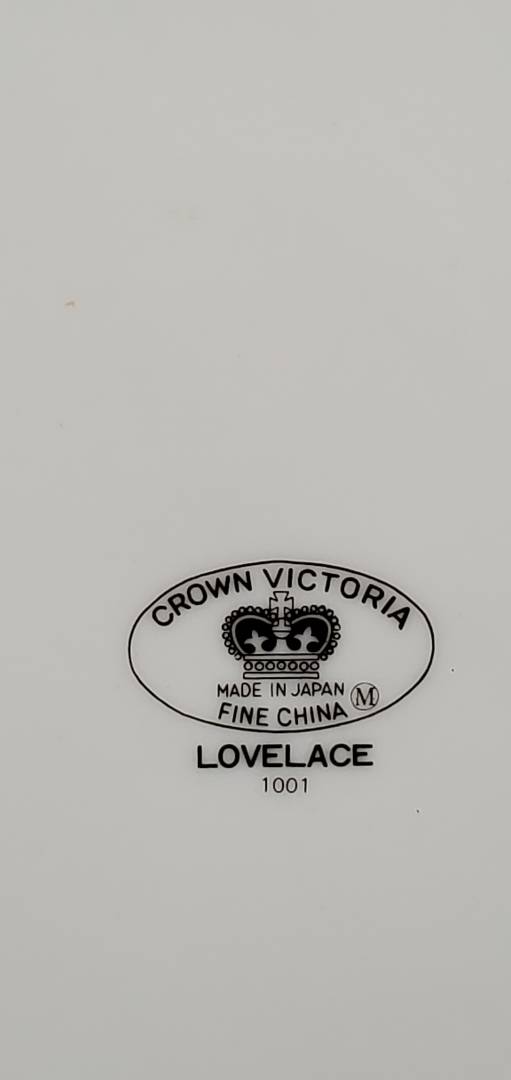 CROWN VICTORIA
MADE IN JAPAN Ⓜ
FINE CHINA
LOVELACE
1001